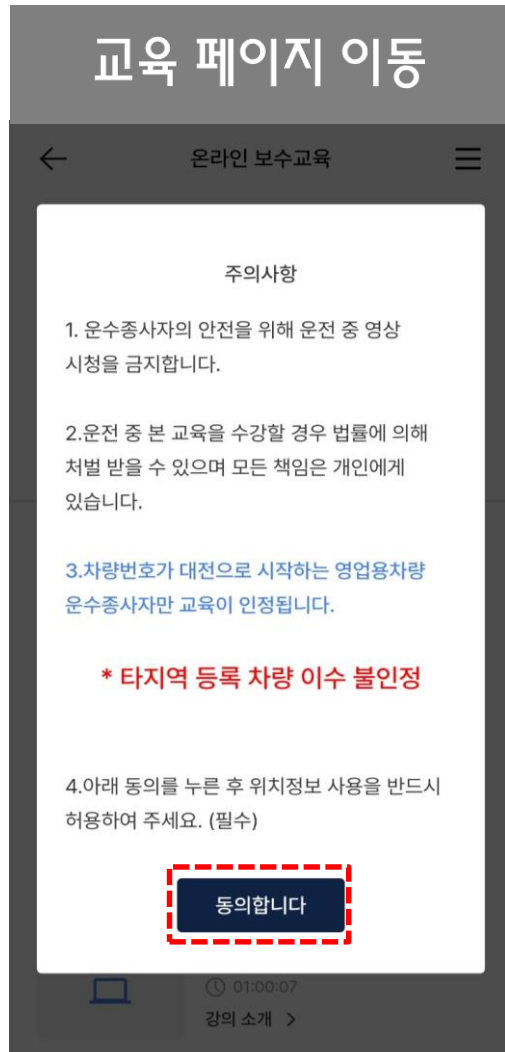 교육 페이지 이동
온라인 보수교육
주의사항
1. 운수종사자의 안전을 위해 운전 중 영상
시청을 금지합니다.
2.운전 중 본 교육을 수강할 경우 법률에 의해
처벌 받을 수 있으며 모든 책임은 개인에게
있습니다.
3.차량번호가 대전으로 시작하는 영업용차량
운수종사자만 교육이 인정됩니다.
* 타지역 등록 차량 이수 불인정
4.아래 동의를 누른 후 위치정보 사용을 반드시
허용하여 주세요. (필수)
동의합니다
01:00:07
강의 소개 >